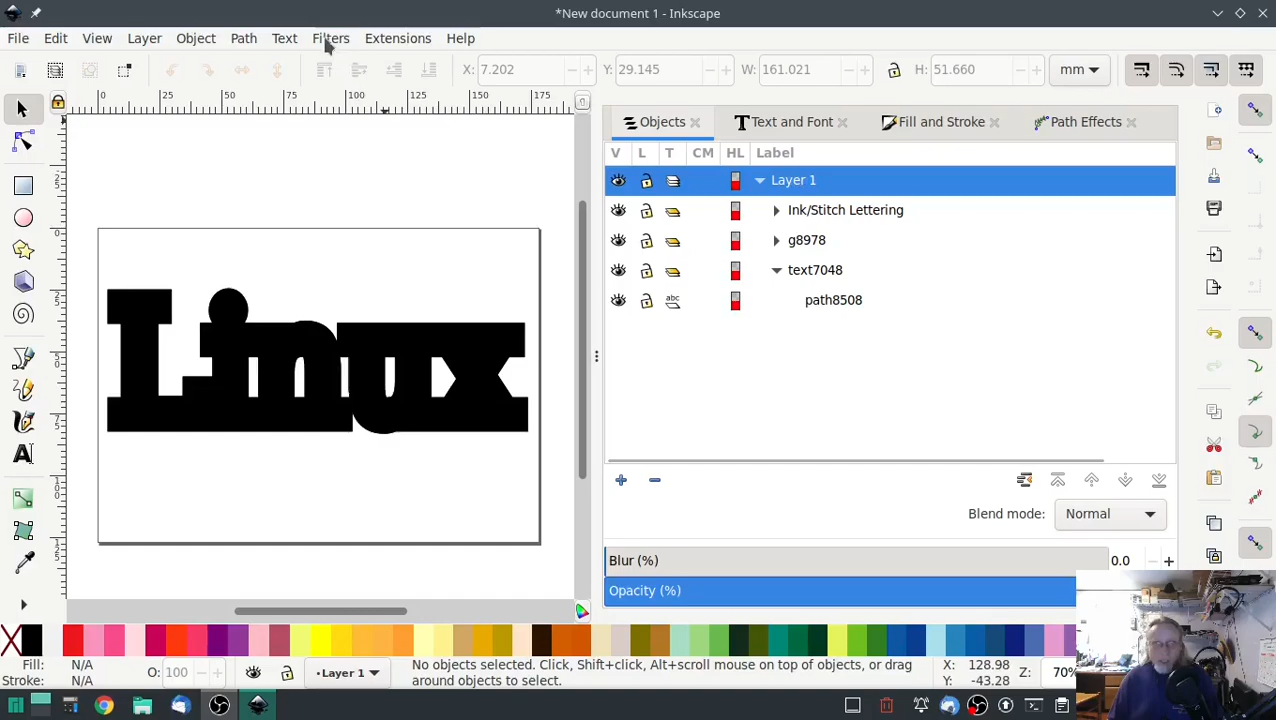 *New document 1 - Inkscape
File Edit View Layer Object Path Text Filters Extensions Help
X: 7.202 Y: 29.145 W: 161.021 H: 51.660 mm
0 25 50 75 100 125 150 175
Objects Text and Font Fill and Stroke Path Effects
V L T CM HL Label
Layer 1
Ink/Stitch Lettering
g8978
text7048
abc path8508
Linux
Blend mode: Normal
Blur (%) 0.0
Opacity (%)
Fill: N/A O: 100 Layer 1 No objects selected. Click, Shift+click, Alt+scroll mouse on top of objects, or drag X: 128.98 Z: 70%
Stroke: N/A around objects to select. Y: -43.28